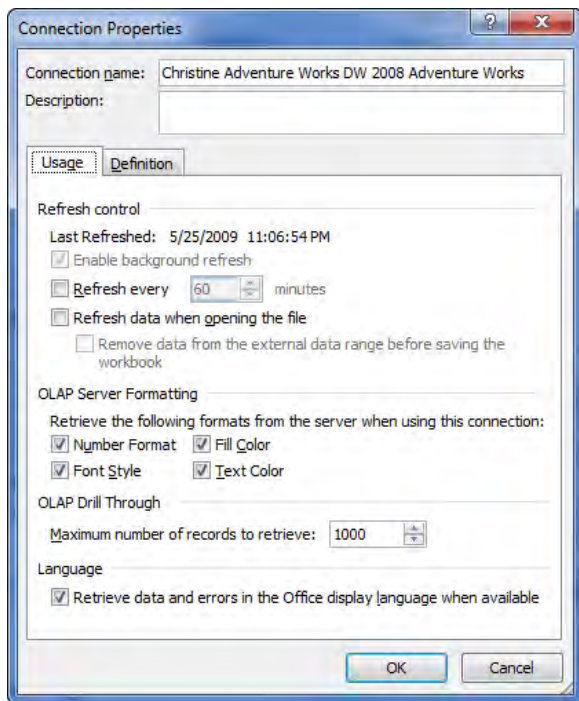 Connection Properties
?
Connection name: Christine Adventure Works DW 2008 Adventure Works
Description:
Usage Definition
Refresh control
Last Refreshed: 5/25/2009 11:06:54 PM
Enable background refresh
Refresh every 60 minutes
Refresh data when opening the file
Remove data from the external data range before saving the
workbook
OLAP Server Formatting
Retrieve the following formats from the server when using this connection:
Number Format Fill Color
Font Style Text Color
OLAP Drill Through
Maximum number of records to retrieve: 1000
Language
Retrieve data and errors in the Office display language when available
OK Cancel